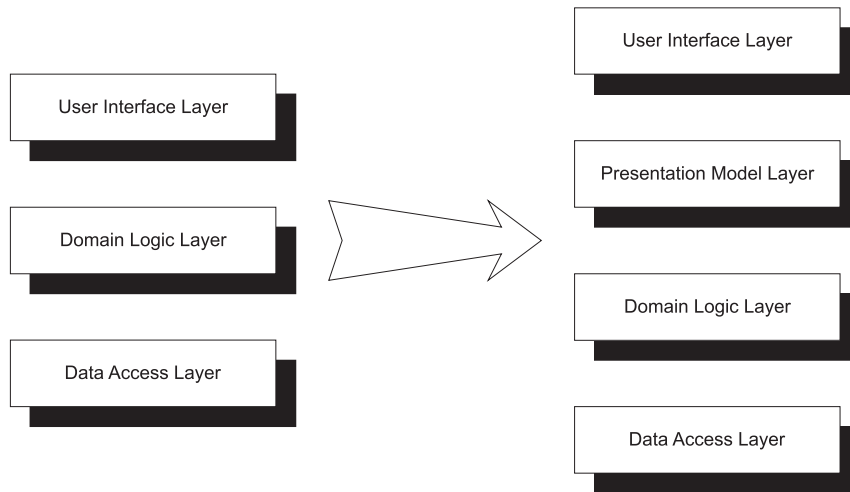 User Interface Layer
Domain Logic Layer
Data Access Layer
User Interface Layer
Presentation Model Layer
Domain Logic Layer
Data Access Layer